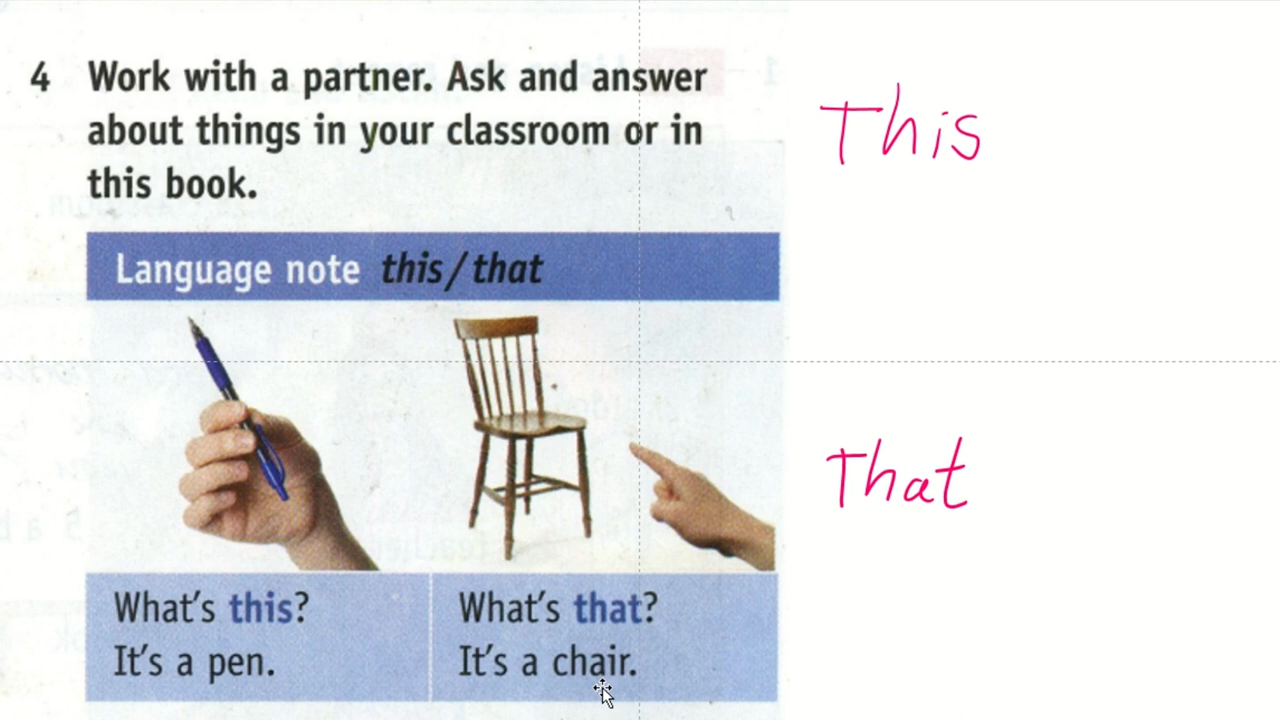 4 Work with a partner. Ask and answer
about things in your classroom or in
this book.
Language note this / that
What's this?
It's a pen.
What's that?
It's a chair.
This
That